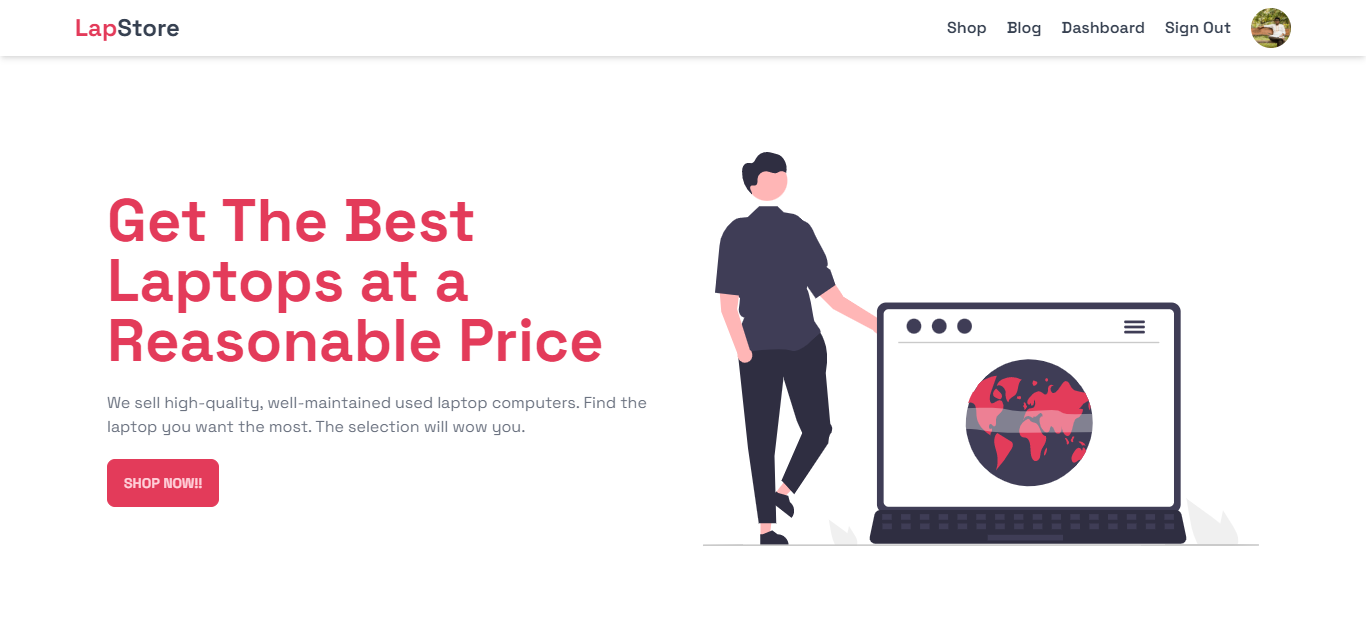 LapStore
Shop Blog Dashboard Sign Out
Get The Best
Laptops at a
Reasonable Price
We sell high-quality, well-maintained used laptop computers. Find the
laptop you want the most. The selection will wow you.
SHOP NOW!!